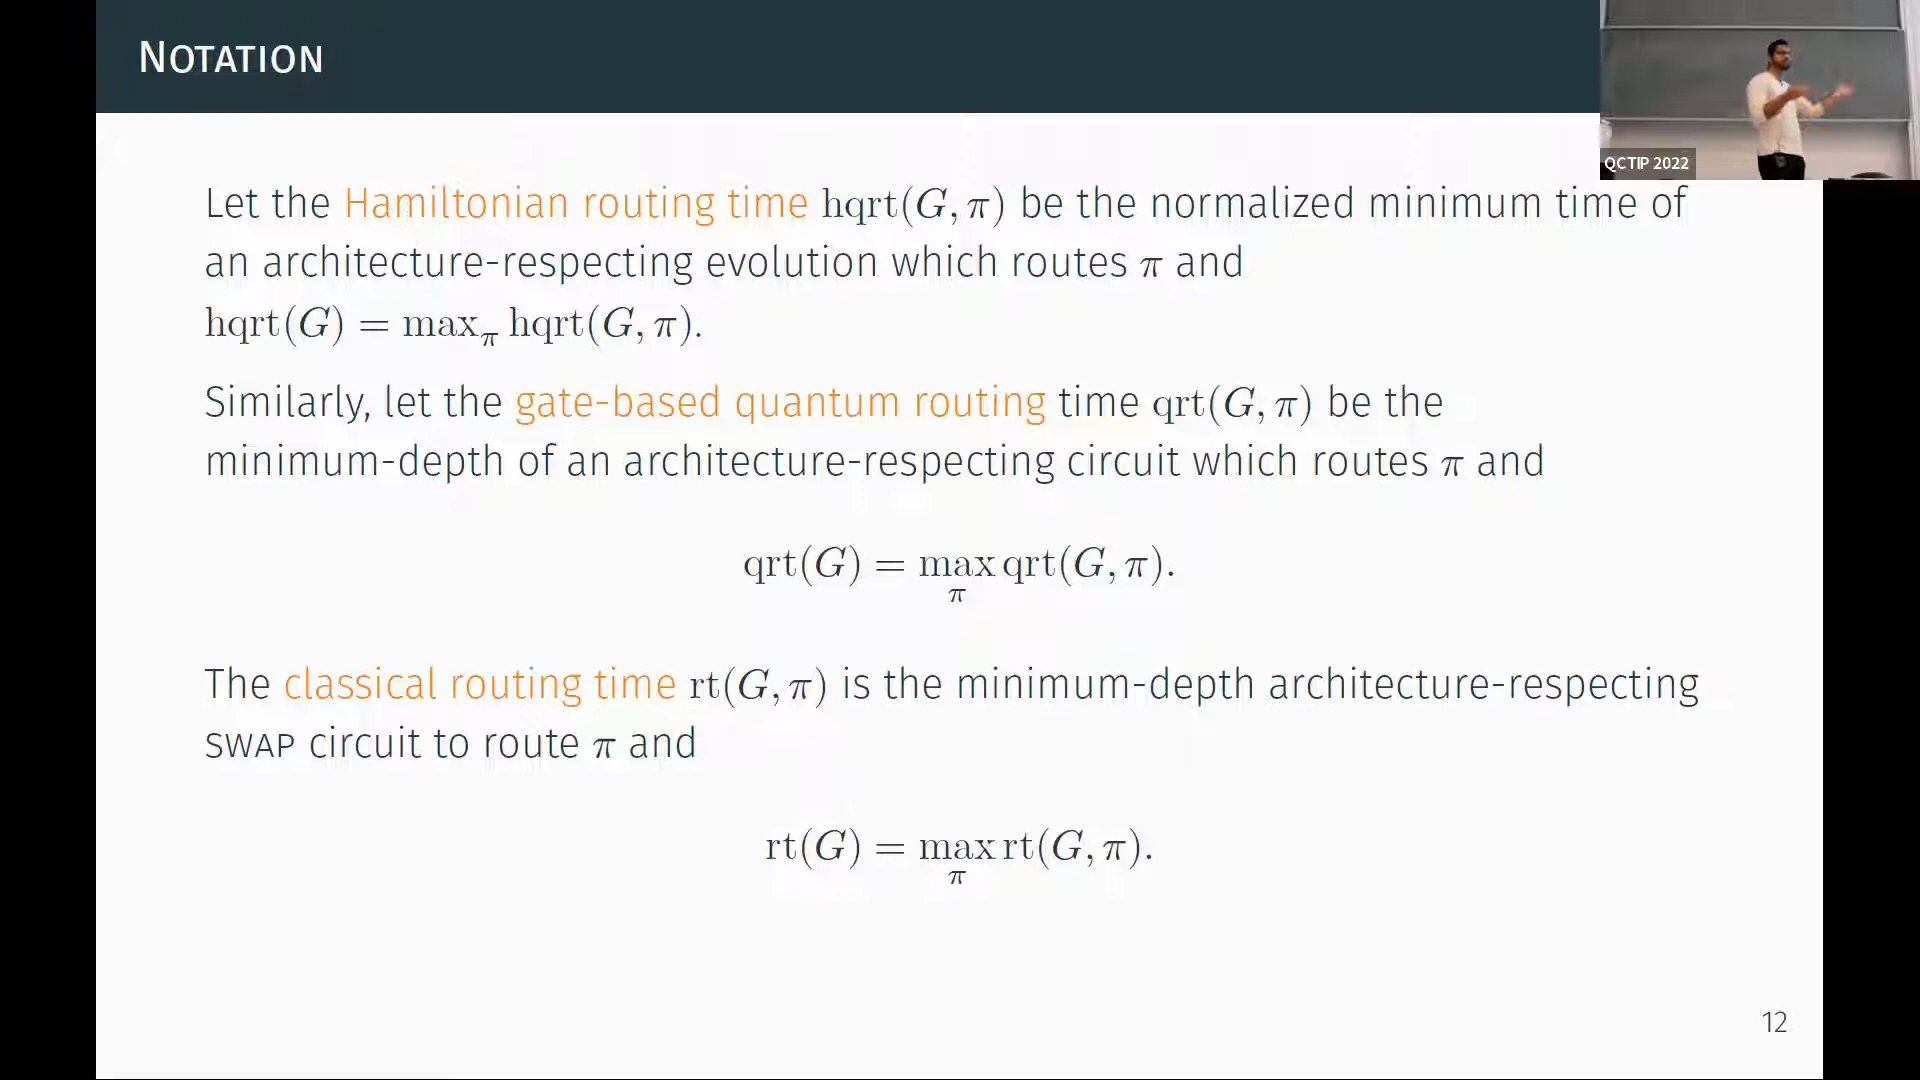 NOTATION
QCTIP 2022
Let the Hamiltonian routing time hqrt(G, π) be the normalized minimum time of
an architecture-respecting evolution which routes π and
hqrt(G) = max_π hqrt(G, π).
Similarly, let the gate-based quantum routing time qrt(G, π) be the
minimum-depth of an architecture-respecting circuit which routes π and
qrt(G) = max qrt(G, π).
π
The classical routing time rt(G, π) is the minimum-depth architecture-respecting
SWAP circuit to route π and
rt(G) = max rt(G, π).
π
12